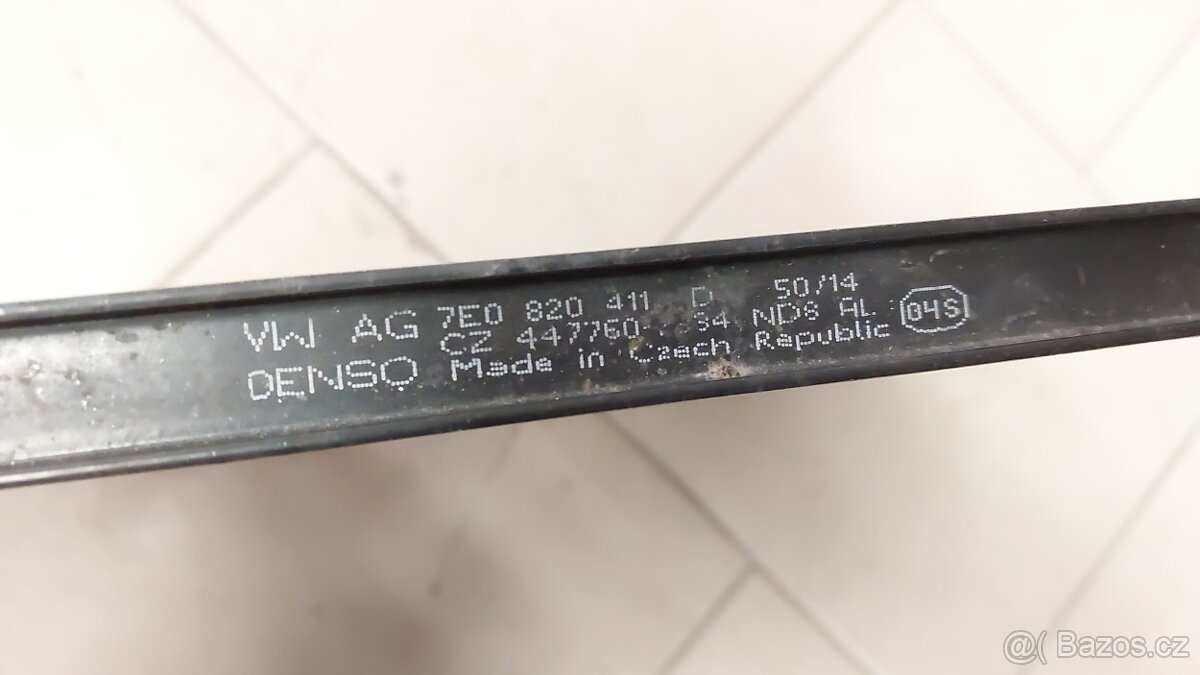 VW AG 7E0 820 411 D 50/14
CZ 447760 NDS AL 04S
DENSO Made in Czech Republic
@( Bazos.cz